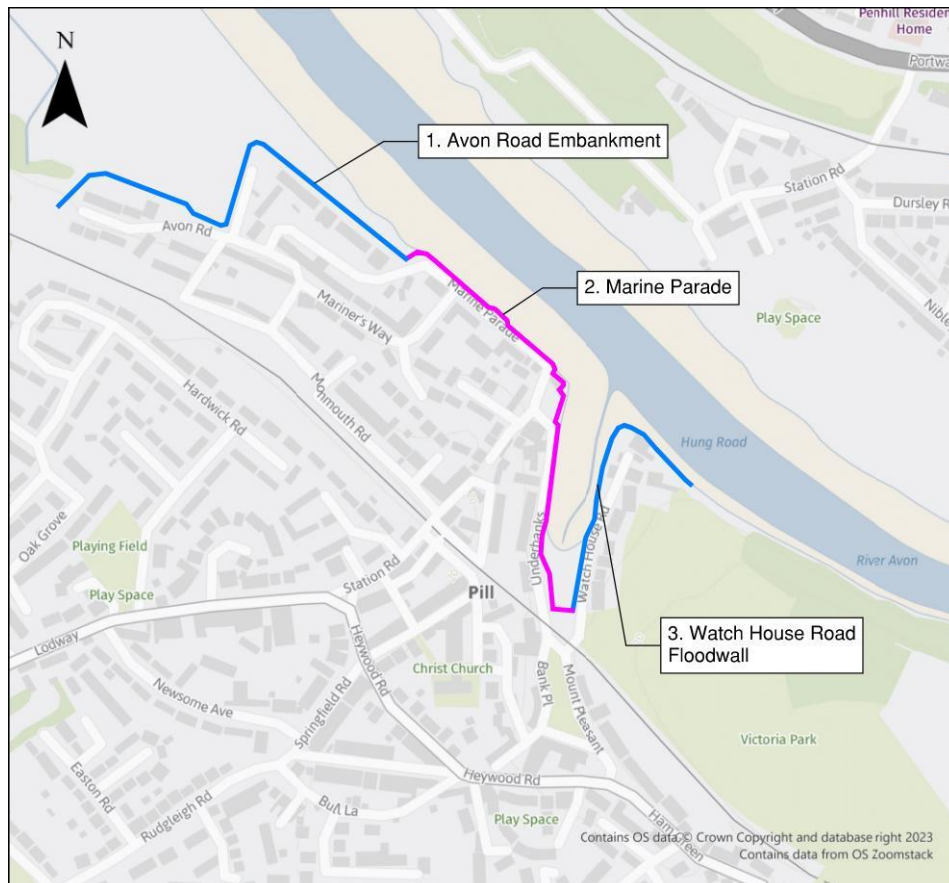 Penhill Residen
Home
Portwa
N
1. Avon Road Embankment
Station Rd
Dursley R
Avon Rd
2. Marine Parade
Marine Parade
Mariner's Way
Play Space
Nible
Monmouth Rd
Hardwick Rd
Hung Road
Oak Grove
Playing Field
Underbanks
Watch House Rd
River Avon
Play Space
Station Rd
Pill
Lodway
3. Watch House Road
Floodwall
Heywood Rd
Christ Church
Newsome Ave
Springfield Rd
Bank Pl
Mount Pleasant
Victoria Park
Easton Rd
Heywood Rd
Rudgleigh Rd
Bull La
Play Space
Ham Green
Contains OS data © Crown Copyright and database right 2023
Contains data from OS Zoomstack